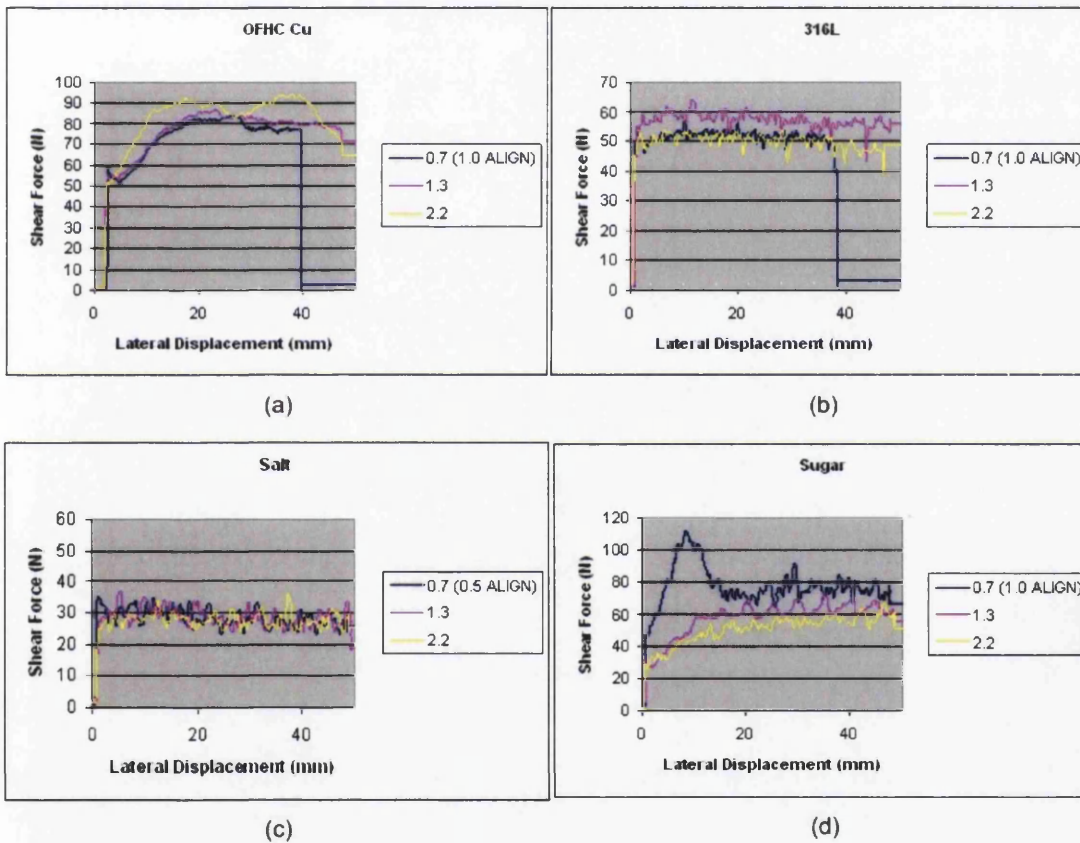 OFHC Cu
100
90
80
70
60
50
40
30
20
10
0
Shear Force (N)
0 20 40
Lateral Displacement (mm)
0.7 (1.0 ALIGN)
1.3
2.2
(a)
316L
70
60
50
40
30
20
10
0
Shear Force (N)
0 20 40
Lateral Displacement (mm)
0.7 (1.0 ALIGN)
1.3
2.2
(b)
Salt
60
50
40
30
20
10
0
Shear Force (N)
0 20 40
Lateral Displacement (mm)
0.7 (0.5 ALIGN)
1.3
2.2
(c)
Sugar
120
100
80
60
40
20
0
Shear Force (N)
0 20 40
Lateral Displacement (mm)
0.7 (1.0 ALIGN)
1.3
2.2
(d)